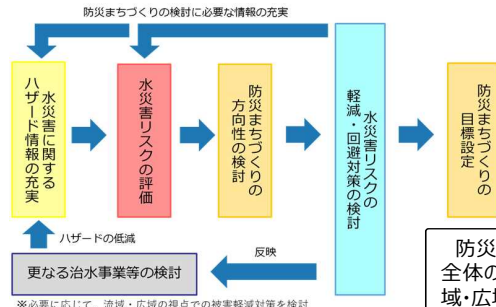 防災まちづくりの検討に必要な情報の充実
水災害に関する
ハザード情報の充実
水災害リスクの評価
防災まちづくりの
方向性の検討
水災害リスクの
軽減・回避対策の検討
防災まちづくりの
目標設定
ハザードの低減
反映
更なる治水事業等の検討
※必要に応じて、流域・広域の視点での被害軽減対策を検討
防災
全体の
域・広